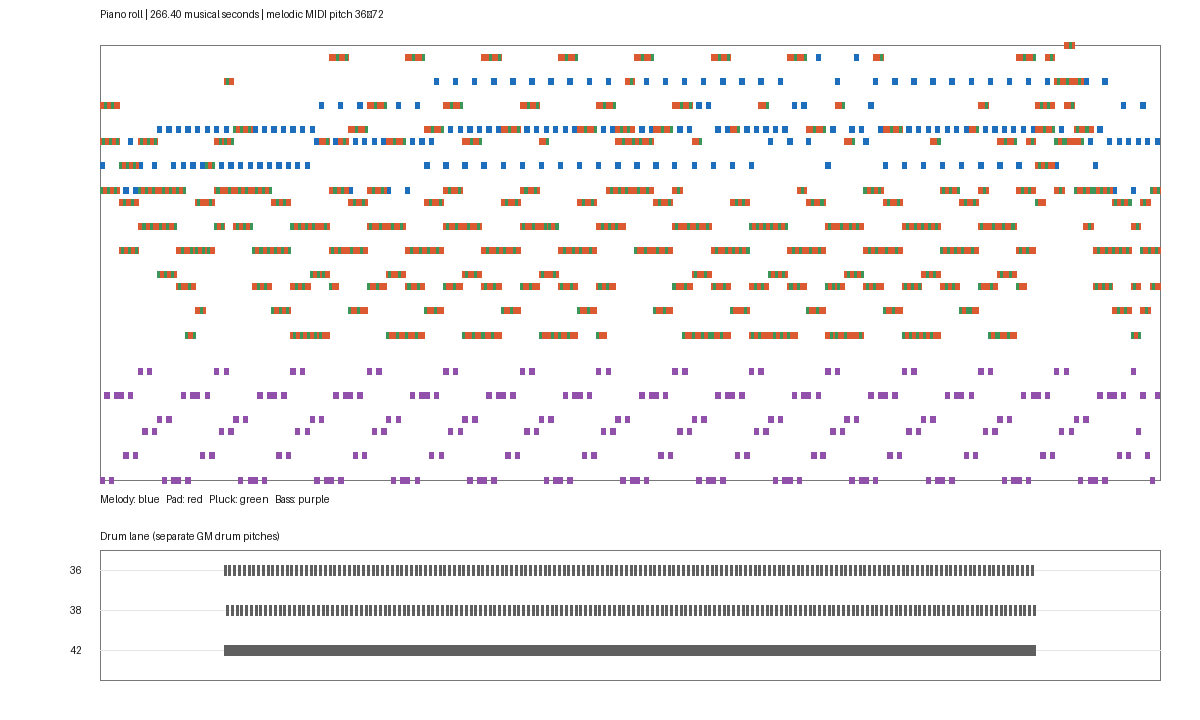 Piano roll | 266.40 musical seconds | melodic MIDI pitch 36▯72
Melody: blue Pad: red Pluck: green Bass: purple
Drum lane (separate GM drum pitches)
36
38
42